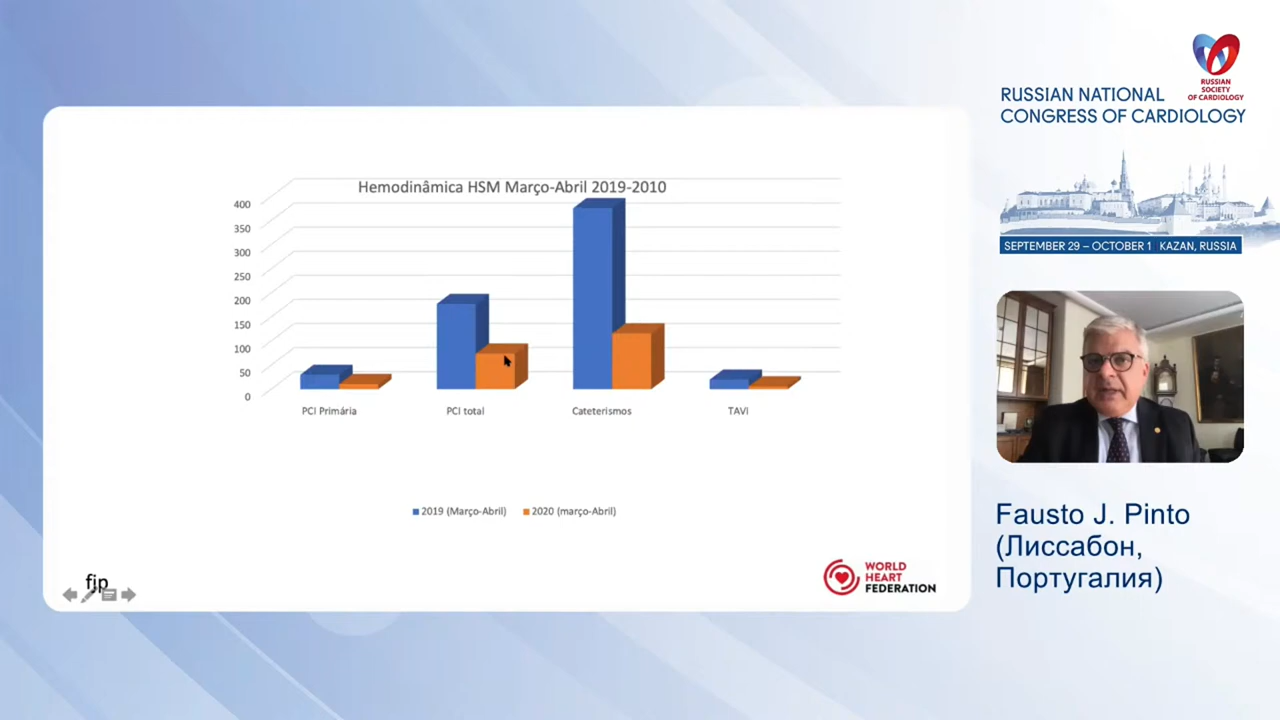 RUSSIAN
SOCIETY
OF CARDIOLOGY
RUSSIAN NATIONAL
CONGRESS OF CARDIOLOGY
SEPTEMBER 29 – OCTOBER 1 KAZAN, RUSSIA
Hemodinâmica HSM Março-Abril 2019-2010
400
350
300
250
200
150
100
50
0
PCI Primária
PCI total
Cateterismos
TAVI
2019 (Março-Abril)
2020 (março-Abril)
fjp
WORLD
HEART
FEDERATION
Fausto J. Pinto
(Лиссабон,
Португалия)